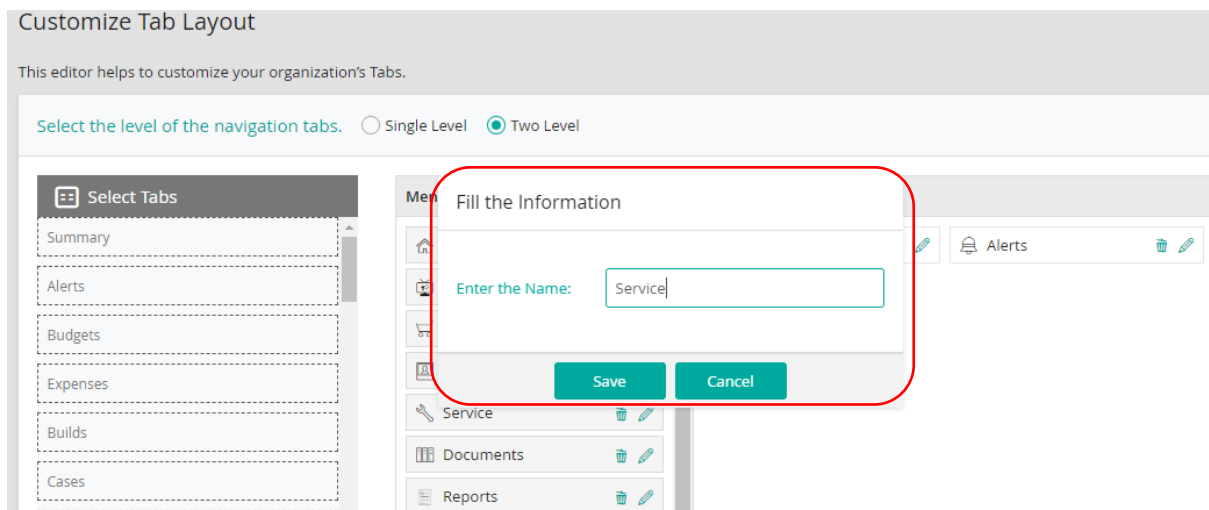 Customize Tab Layout
This editor helps to customize your organization's Tabs.
Select the level of the navigation tabs. Single Level Two Level
Select Tabs
Summary
Alerts
Budgets
Expenses
Builds
Cases
Men
Fill the Information
Enter the Name: Service
Save Cancel
Alerts
Service
Documents
Reports